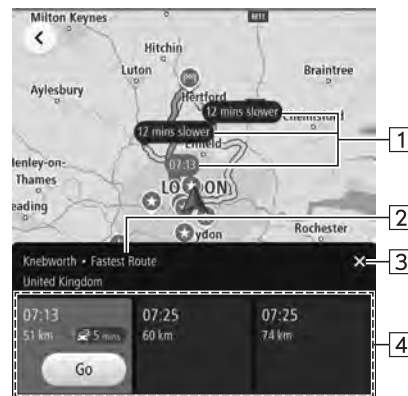 Milton Keynes
M11
Hitchin
Luton
Braintree
Aylesbury
Hertford
12 mins slower
Chelmsford
12 mins slower
Enfield
Henley-on-
Thames
07:13
LONDON
eading
ydon
Rochester
Knebworth • Fastest Route
United Kingdom
07:13
07:25
07:25
51 km
5 mins
60 km
74 km
Go
1
2
3
4